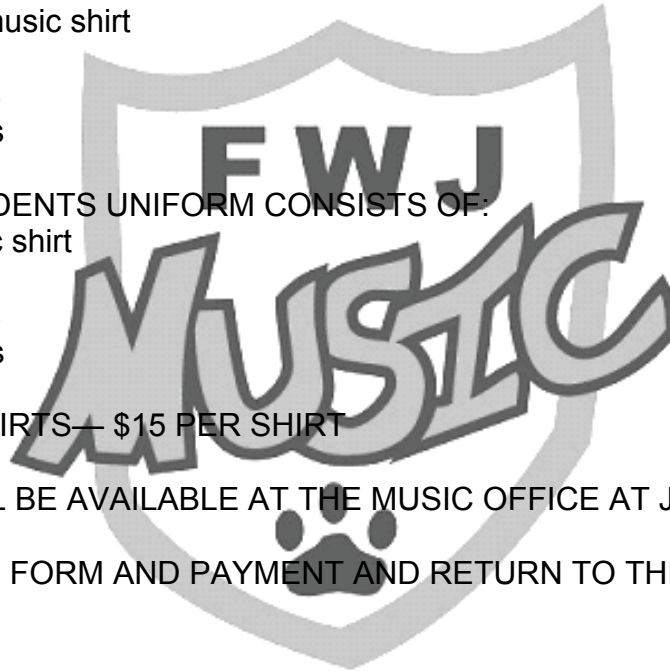 music shirt
s
FWJ
DENTS UNIFORM CONSISTS OF:
c shirt
MUSIC
s
IRTS— $15 PER SHIRT
L BE AVAILABLE AT THE MUSIC OFFICE AT J
FORM AND PAYMENT AND RETURN TO TH